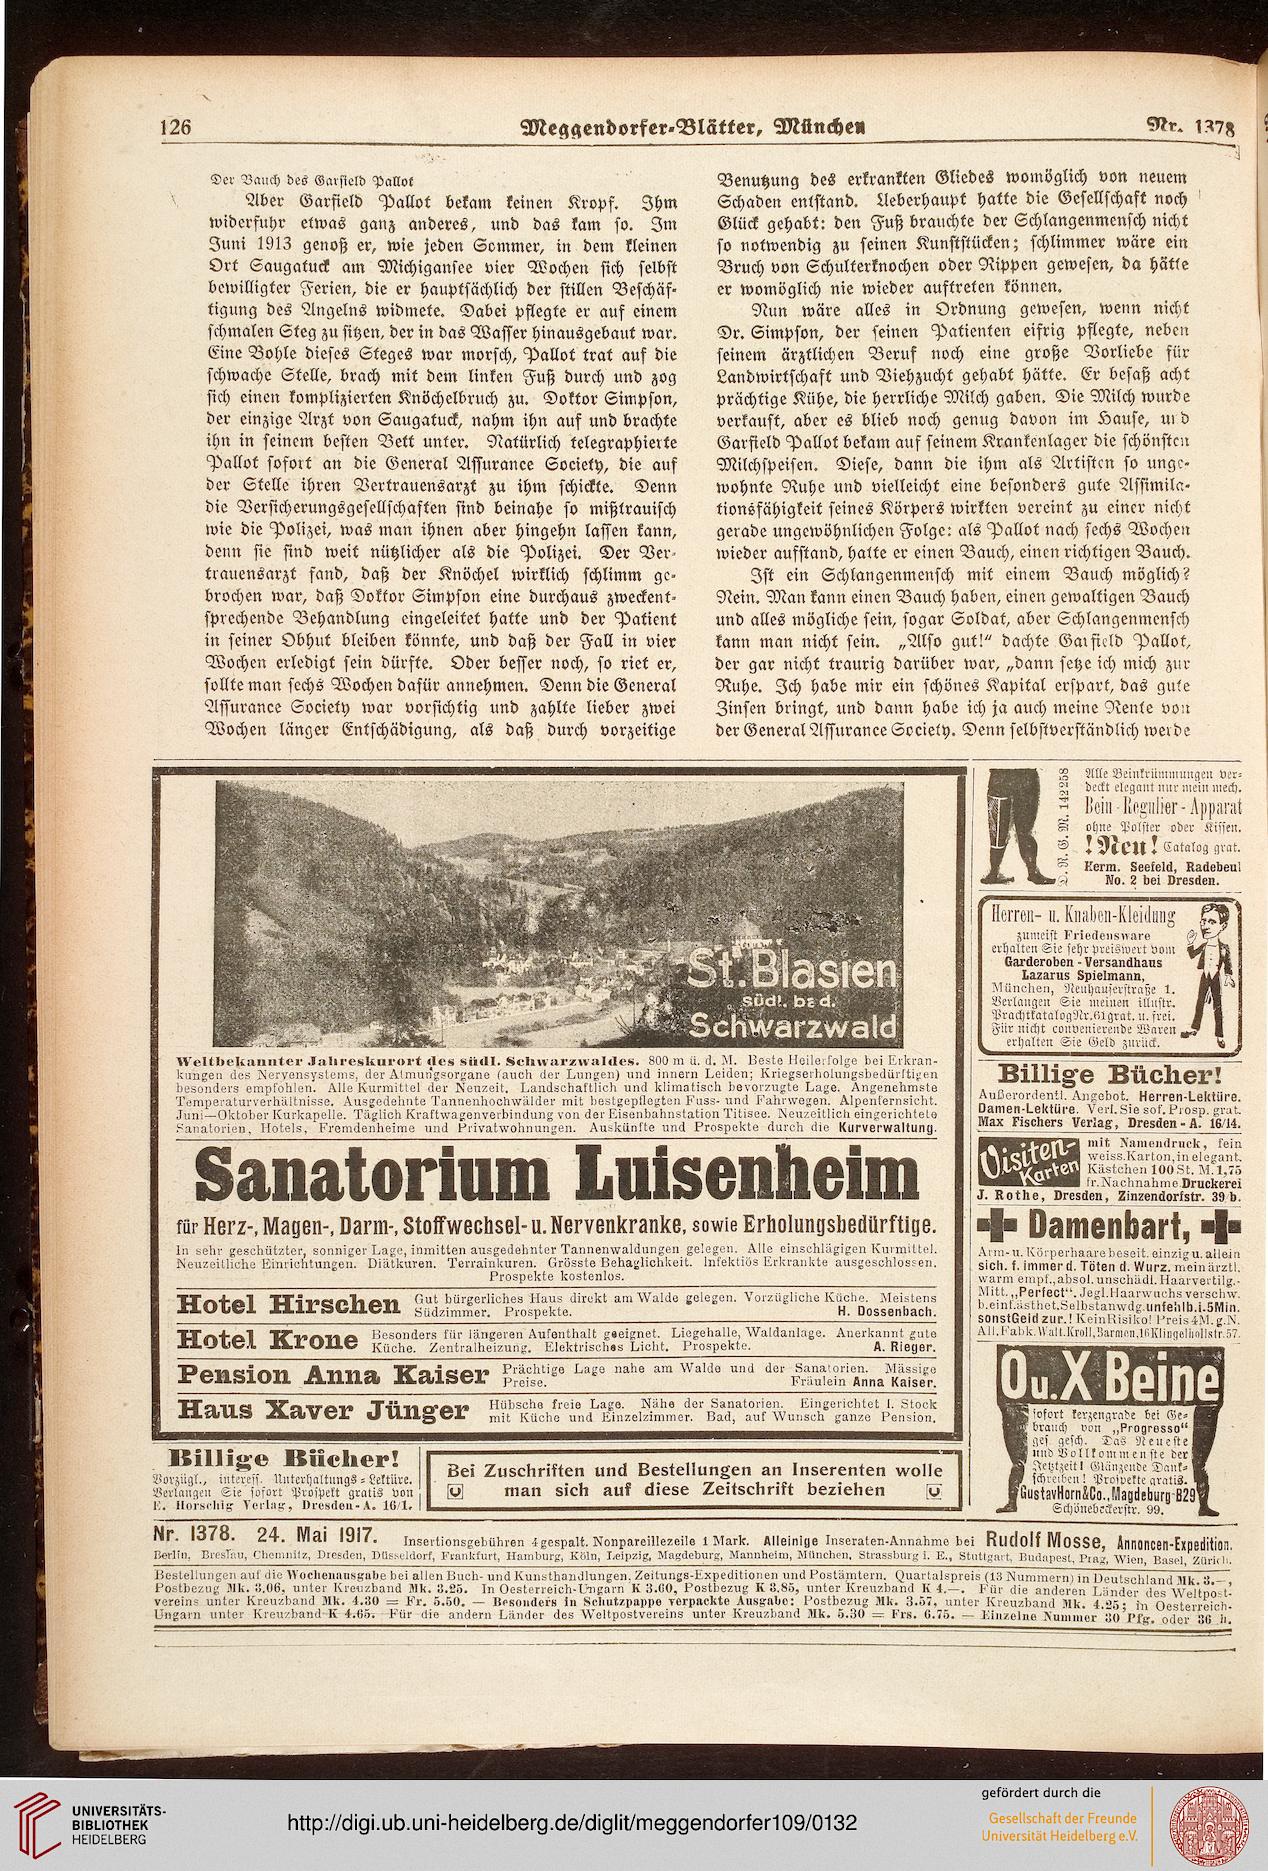 126
Meggendorfer-Blätter, München
Nr. 1378
Der Bauch des Garfield Pallot
Aber Garfield Pallot bekam keinen Kropf. Ihm
widerfuhr etwas ganz anderes, und das kam so. Im
Juni 1913 genoß er, wie jeden Sommer, in dem kleinen
Ort Saugatuck am Michigansee vier Wochen sich selbst
bewilligter Ferien, die er hauptsächlich der stillen Beschäf-
tigung des Angelns widmete. Dabei pflegte er auf einem
schmalen Steg zu sitzen, der in das Wasser hinausgebaut war.
Eine Bohle dieses Steges war morsch, Pallot trat auf die
schwache Stelle, brach mit dem linken Fuß durch und zog
sich einen komplizierten Knöchelbruch zu. Doktor Simpson,
der einzige Arzt von Saugatuck, nahm ihn auf und brachte
ihn in seinem besten Bett unter. Natürlich telegraphierte
Pallot sofort an die General Assurance Society, die auf
der Stelle ihren Vertrauensarzt zu ihm schickte. Denn
die Versicherungsgesellschaften sind beinahe so mißtrauisch
wie die Polizei, was man ihnen aber hingehn lassen kann,
denn sie sind weit nützlicher als die Polizei. Der Ver-
trauensarzt fand, daß der Knöchel wirklich schlimm ge-
brochen war, daß Doktor Simpson eine durchaus zweckent-
sprechende Behandlung eingeleitet hatte und der Patient
in seiner Obhut bleiben könnte, und daß der Fall in vier
Wochen erledigt sein dürfte. Oder besser noch, so riet er,
sollte man sechs Wochen dafür annehmen. Denn die General
Assurance Society war vorsichtig und zahlte lieber zwei
Wochen länger Entschädigung, als daß durch vorzeitige
Benutzung des erkrankten Gliedes womöglich von neuem
Schaden entstand. Ueberhaupt hatte die Gesellschaft noch
Glück gehabt: den Fuß brauchte der Schlangenmensch nicht
so notwendig zu seinen Kunststücken; schlimmer wäre ein
Bruch von Schulterknochen oder Rippen gewesen, da hätte
er womöglich nie wieder auftreten können.
Nun wäre alles in Ordnung gewesen, wenn nicht
Dr. Simpson, der seinen Patienten eifrig pflegte, neben
seinem ärztlichen Beruf noch eine große Vorliebe für
Landwirtschaft und Viehzucht gehabt hätte. Er besaß acht
prächtige Kühe, die herrliche Milch gaben. Die Milch wurde
verkauft, aber es blieb noch genug davon im Hause, und
Garfield Pallot bekam auf seinem Krankenlager die schönsten
Milchspeisen. Diese, dann die ihm als Artisten so unge-
wohnte Ruhe und vielleicht eine besonders gute Assimila-
tionsfähigkeit seines Körpers wirkten vereint zu einer nicht
gerade ungewöhnlichen Folge: als Pallot nach sechs Wochen
wieder aufstand, hatte er einen Bauch, einen richtigen Bauch.
Ist ein Schlangenmensch mit einem Bauch möglich?
Nein. Man kann einen Bauch haben, einen gewaltigen Bauch
und alles mögliche sein, sogar Soldat, aber Schlangenmensch
kann man nicht sein. „Also gut!“ dachte Garfield Pallot,
der gar nicht traurig darüber war, „dann setze ich mich zur
Ruhe. Ich habe mir ein schönes Kapital erspart, das gute
Zinsen bringt, und dann habe ich ja auch meine Rente von
der General Assurance Society. Denn selbstverständlich werde
St. Blasien
südl. bad.
Schwarzwald
Weltbekannter Jahreskurort des südl. Schwarzwaldes. 800 m ü. d. M. Beste Heilerfolge bei Erkran-
kungen des Nervensystems, der Atmungsorgane (auch der Lungen) und innern Leiden; Kriegserholungsbedürftigen
besonders empfohlen. Alle Kurmittel der Neuzeit. Landschaftlich und klimatisch bevorzugte Lage. Angenehmste
Temperaturverhältnisse. Ausgedehnte Tannenhochwälder mit bestgepflegten Fuss- und Fahrwegen. Alpenfernsicht.
Juni—Oktober Kurkapelle. Täglich Kraftwagenverbindung von der Eisenbahnstation Titisee. Neuzeitlich eingerichtete
Sanatorien, Hotels, Fremdenheime und Privatwohnungen. Auskünfte und Prospekte durch die Kurverwaltung.
Sanatorium Luisenheim
für Herz-, Magen-, Darm-, Stoffwechsel- u. Nervenkranke, sowie Erholungsbedürftige.
In sehr geschützter, sonniger Lage, inmitten ausgedehnter Tannenwaldungen gelegen. Alle einschlägigen Kurmittel.
Neuzeitliche Einrichtungen. Diätkuren. Terrainkuren. Grösste Behaglichkeit. Infektiös Erkrankte ausgeschlossen.
Prospekte kostenlos.
Hotel Hirschen Gut bürgerliches Haus direkt am Walde gelegen. Vorzügliche Küche. Meistens
Südzimmer. Prospekte. H. Dossenbach.
Hotel Krone Besonders für längeren Aufenthalt geeignet. Liegehalle, Waldanlage. Anerkannt gute
Küche. Zentralheizung. Elektrisches Licht. Prospekte. A. Rieger.
Pension Anna Kaiser Prächtige Lage nahe am Walde und der Sanatorien. Mässige
Preise. Fräulein Anna Kaiser.
Haus Xaver Jünger Hübsche freie Lage. Nähe der Sanatorien. Eingerichtet 1. Stock
mit Küche und Einzelzimmer. Bad, auf Wunsch ganze Pension.
Billige Bücher!
Vorzügl., interess. Unterhaltungs-Lektüre.
Verlangen Sie sofort Prospekt gratis von
E. Horschig Verlag, Dresden-A. 16/1.
Bei Zuschriften und Bestellungen an Inserenten wolle
man sich auf diese Zeitschrift beziehen
D. R. G. M. 142258
Alle Beinkrümmungen ver-
deckt elegant nur mein mech.
Bein-Regulier-Apparat
ohne Polster oder Kissen.
! Neu ! Catalog grat.
Herm. Seefeld, Radebeul
No. 2 bei Dresden.
Herren- u. Knaben-Kleidung
zumeist Friedensware
erhalten Sie sehr preiswert vom
Garderoben-Versandhaus
Lazarus Spielmann,
München, Neuhauserstraße 1.
Verlangen Sie meinen illustr.
Prachtkatalog Nr. 61 grat. u. frei.
Für nicht convenierende Waren
erhalten Sie Geld zurück.
Billige Bücher!
Außerordentl. Angebot. Herren-Lektüre.
Damen-Lektüre. Verl. Sie sof. Prosp. grat.
Max Fischers Verlag, Dresden-A. 16/14.
Visiten-
Karten
mit Namendruck, fein
weiss. Karton, in elegant.
Kästchen 100 St. M. 1,75
fr. Nachnahme Druckerei
J. Rothe, Dresden, Zinzendorfstr. 39 b.
Damenbart,
Arm- u. Körperhaare beseit. einzig u. allein
sich. f. immer d. Töten d. Wurz. mein ärztl.
warm empf., absol. unschädl. Haarvertilg.-
Mitt. „Perfect“. Jegl. Haarwuchs verschw.
b. einf. ästhet. Selbstanwdg. unfehlb. i. 5 Min.
sonst Geld zur.! Kein Risiko! Preis 4 M. g. N.
All. Fabk. Walt. Kroll, Barmen, 16 Klingelhollstr. 57.
O u. X Beine
sofort kerzengrade bei Ge-
brauch von „Progresso“
ges. gesch. Das Neueste
und Vollkommenste der
Jetztzeit! Glänzende Dank-
schreiben! Prospekte gratis.
Gustav Horn & Co., Magdeburg-B29
Schönebeckerstr. 99.
Nr. 1378. 24. Mai 1917. Insertionsgebühren 4 gespalt. Nonpareillezeile 1 Mark. Alleinige Inseraten-Annahme bei Rudolf Mosse, Annoncen-Expedition.
Berlin, Breslau, Chemnitz, Dresden, Düsseldorf, Frankfurt, Hamburg, Köln, Leipzig, Magdeburg, Mannheim, München, Strassburg i. E., Stuttgart, Budapest, Prag, Wien, Basel, Zürich.
Bestellungen auf die Wochenausgabe bei allen Buch- und Kunsthandlungen, Zeitungs-Expeditionen und Postämtern. Quartalspreis (13 Nummern) in Deutschland Mk. 3.—,
Postbezug Mk. 3.06, unter Kreuzband Mk. 3.25. In Oesterreich-Ungarn K 3.60, Postbezug K 3.85, unter Kreuzband K 4.—. Für die anderen Länder des Weltpost-
vereins unter Kreuzband Mk. 4.30 = Fr. 5.50. — Besonders in Schutzpappe verpackte Ausgabe: Postbezug Mk. 3.57, unter Kreuzband Mk. 4.25; in Oesterreich-
Ungarn unter Kreuzband K 4.65. Für die andern Länder des Weltpostvereins unter Kreuzband Mk. 5.30 = Frs. 6.75. — Einzelne Nummer 30 Pfg. oder 36 h.
UNIVERSITÄTS-
BIBLIOTHEK
HEIDELBERG
http://digi.ub.uni-heidelberg.de/diglit/meggendorfer109/0132
gefördert durch die
Gesellschaft der Freunde
Universität Heidelberg e.V.